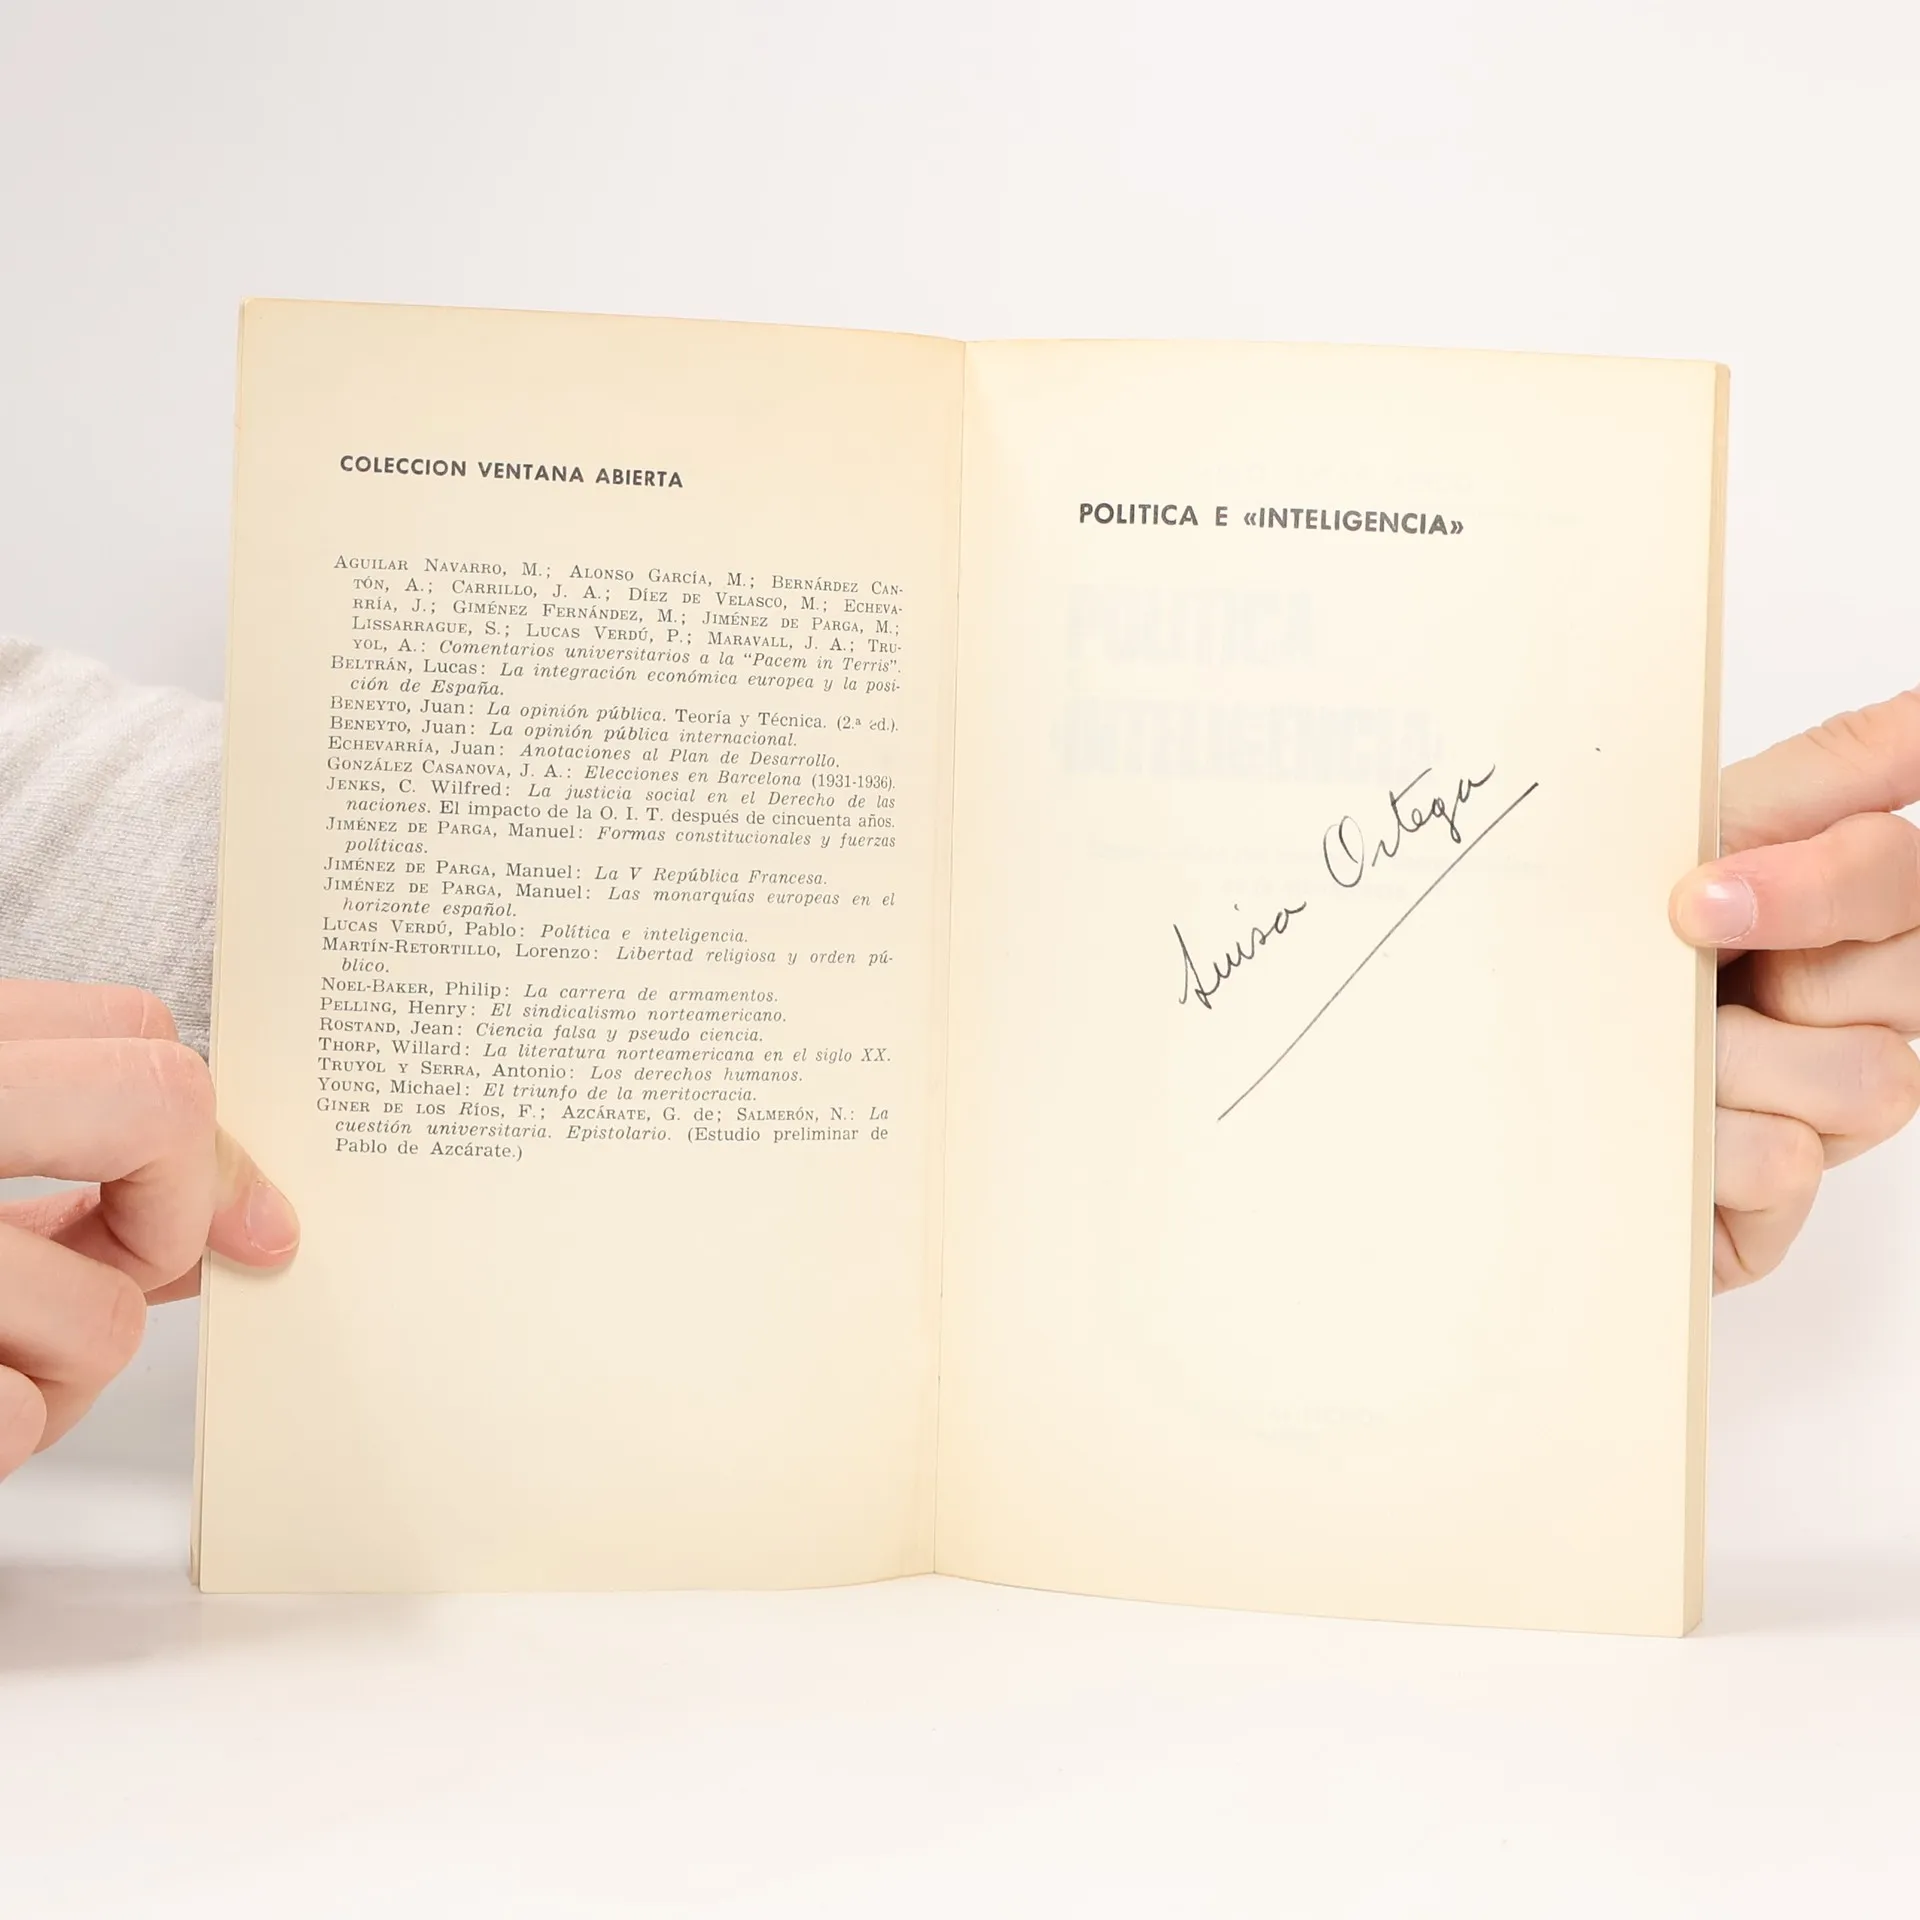 COLECCION VENTANA ABIERTA
AGUILAR NAVARRO, M.; ALONSO GARCÍA, M.; BERNÁRDEZ CAN-
TÓN, A.; CARRILLO, J. A.; DÍEZ DE VELASCO, M.; ECHEVA-
RRÍA, J.; GIMÉNEZ FERNÁNDEZ, M.; JIMÉNEZ DE PARGA, M.;
LISSARRAGUE, S.; LUCAS VERDÚ, P.; MARAVALL, J. A.; TRU-
YOL, A.: Comentarios universitarios a la "Pacem in Terris".
BELTRÁN, Lucas: La integración económica europea y la posi-
ción de España.
BENEYTO, Juan: La opinión pública. Teoría y Técnica. (2.ª ed.).
BENEYTO, Juan: La opinión pública internacional.
ECHEVARRÍA, Juan: Anotaciones al Plan de Desarrollo.
GONZÁLEZ CASANOVA, J. A.: Elecciones en Barcelona (1931-1936).
JENKS, C. Wilfred: La justicia social en el Derecho de las
naciones. El impacto de la O. I. T. después de cincuenta años.
JIMÉNEZ DE PARGA, Manuel: Formas constitucionales y fuerzas
políticas.
JIMÉNEZ DE PARGA, Manuel: La V República Francesa.
JIMÉNEZ DE PARGA, Manuel: Las monarquías europeas en el
horizonte español.
LUCAS VERDÚ, Pablo: Política e inteligencia.
MARTÍN-RETORTILLO, Lorenzo: Libertad religiosa y orden pú-
blico.
NOEL-BAKER, Philip: La carrera de armamentos.
PELLING, Henry: El sindicalismo norteamericano.
ROSTAND, Jean: Ciencia falsa y pseudo ciencia.
THORP, Willard: La literatura norteamericana en el siglo XX.
TRUYOL Y SERRA, Antonio: Los derechos humanos.
YOUNG, Michael: El triunfo de la meritocracia.
GINER DE LOS RÍOS, F.; AZCÁRATE, G. de; SALMERÓN, N.: La
cuestión universitaria. Epistolario. (Estudio preliminar de
Pablo de Azcárate.)
POLITICA E «INTELIGENCIA»
Luisa Ortega